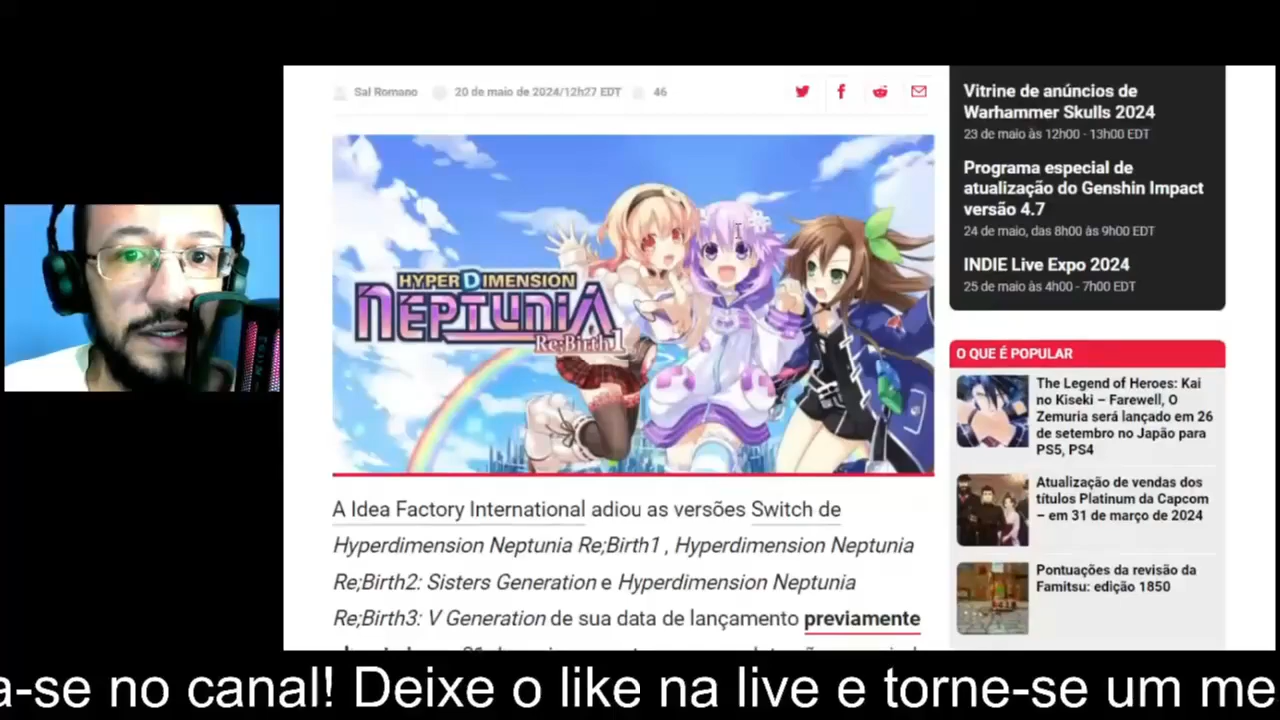 Sal Romano
20 de maio de 2024/12h27 EDT
46
HYPERDIMENSION
NEPTUNIA
Re;Birth1
A Idea Factory International adiou as versões Switch de
Hyperdimension Neptunia Re;Birth1 , Hyperdimension Neptunia
Re;Birth2: Sisters Generation e Hyperdimension Neptunia
Re;Birth3: V Generation de sua data de lançamento previamente
Vitrine de anúncios de
Warhammer Skulls 2024
23 de maio às 12h00 - 13h00 EDT
Programa especial de
atualização do Genshin Impact
versão 4.7
24 de maio, das 8h00 às 9h00 EDT
INDIE Live Expo 2024
25 de maio às 4h00 - 7h00 EDT
O QUE É POPULAR
The Legend of Heroes: Kai
no Kiseki – Farewell, O
Zemuria será lançado em 26
de setembro no Japão para
PS5, PS4
Atualização de vendas dos
títulos Platinum da Capcom
– em 31 de março de 2024
Pontuações da revisão da
Famitsu: edição 1850
a-se no canal! Deixe o like na live e torne-se um me